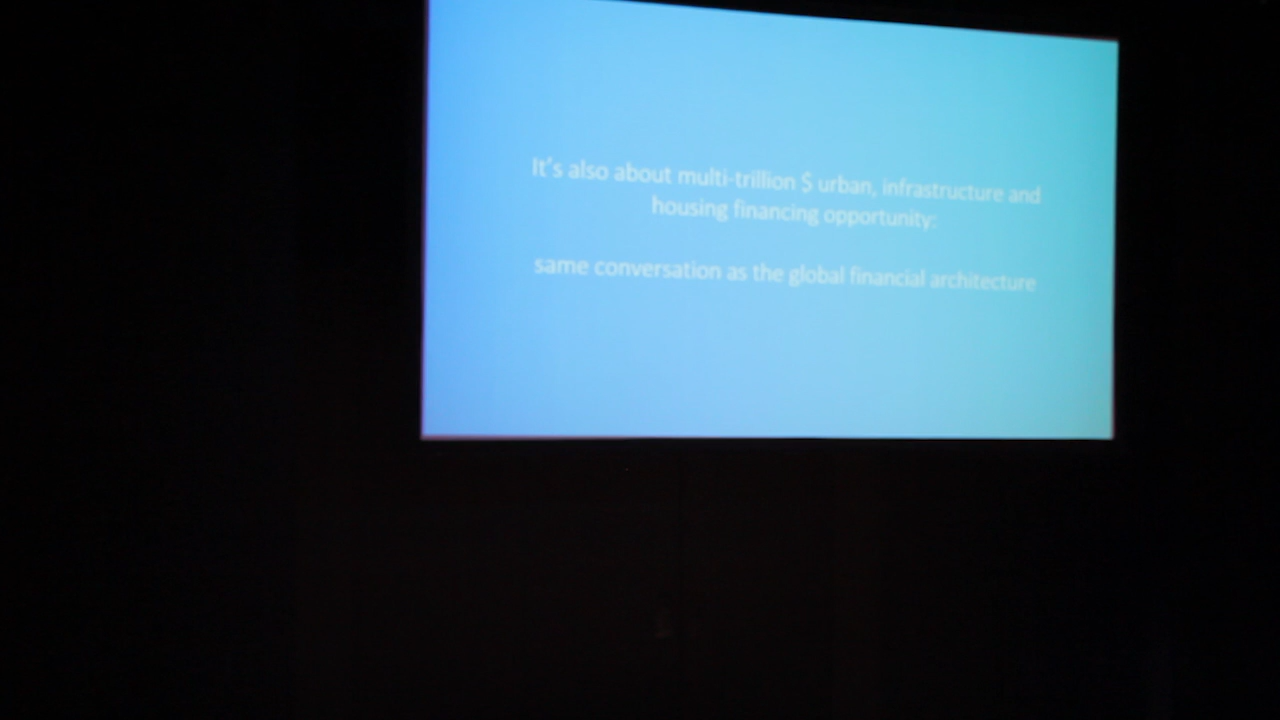 It's also about multi-trillion $ urban, infrastructure and
housing financing opportunity:
same conversation as the global financial architecture